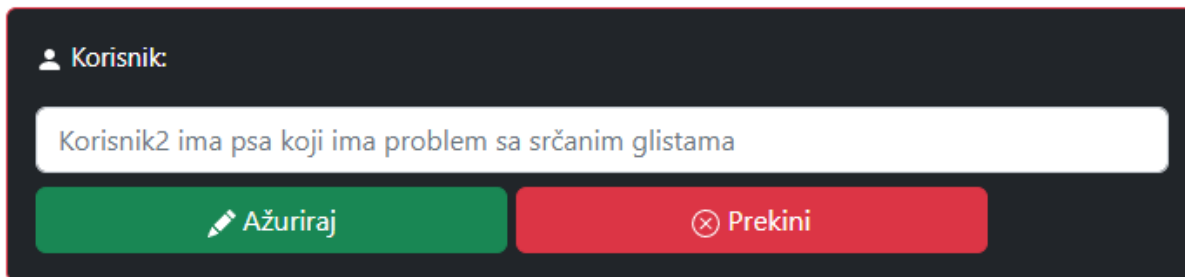 Korisnik:
Korisnik2 ima psa koji ima problem sa srčanim glistama
Ažuriraj
Prekini